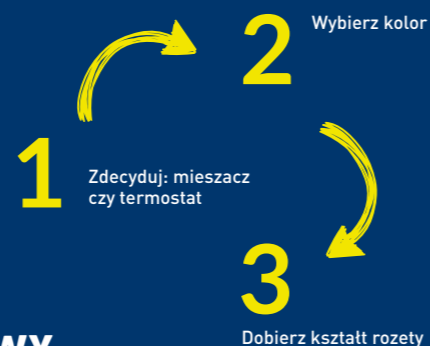 1
Zdecyduj: mieszacz
czy termostat
2
Wybierz kolor
3
Dobierz kształt rozety